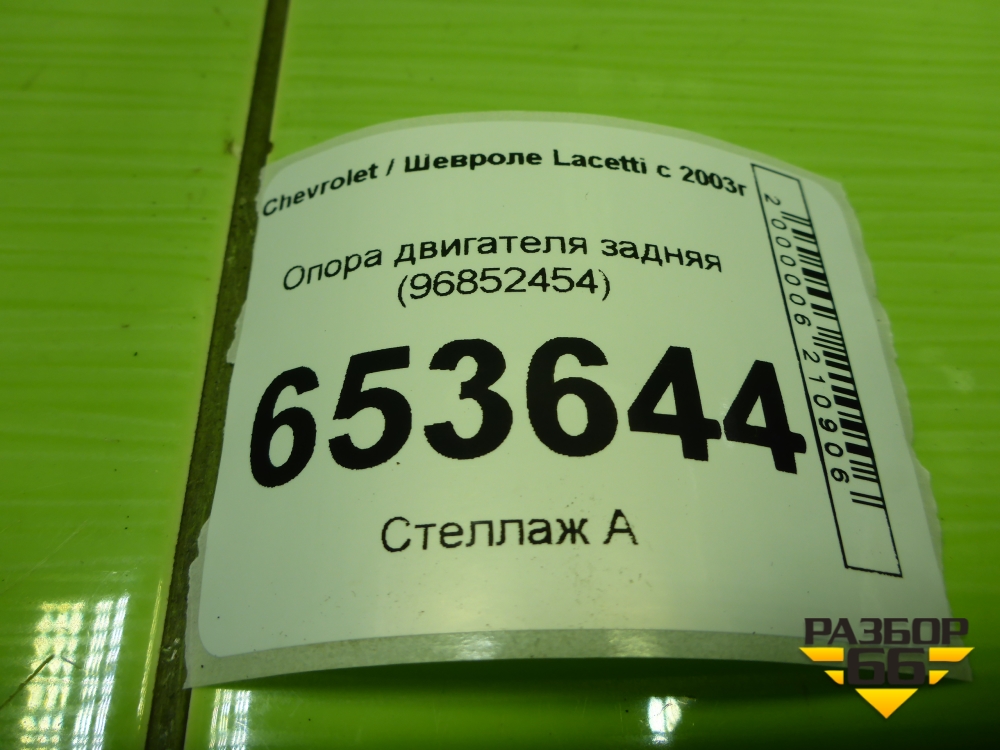 Chevrolet / Шевроле Lacetti с 2003г
Опора двигателя задняя
(96852454)
653644
Стеллаж А
2000006210906
РАЗБОР
66